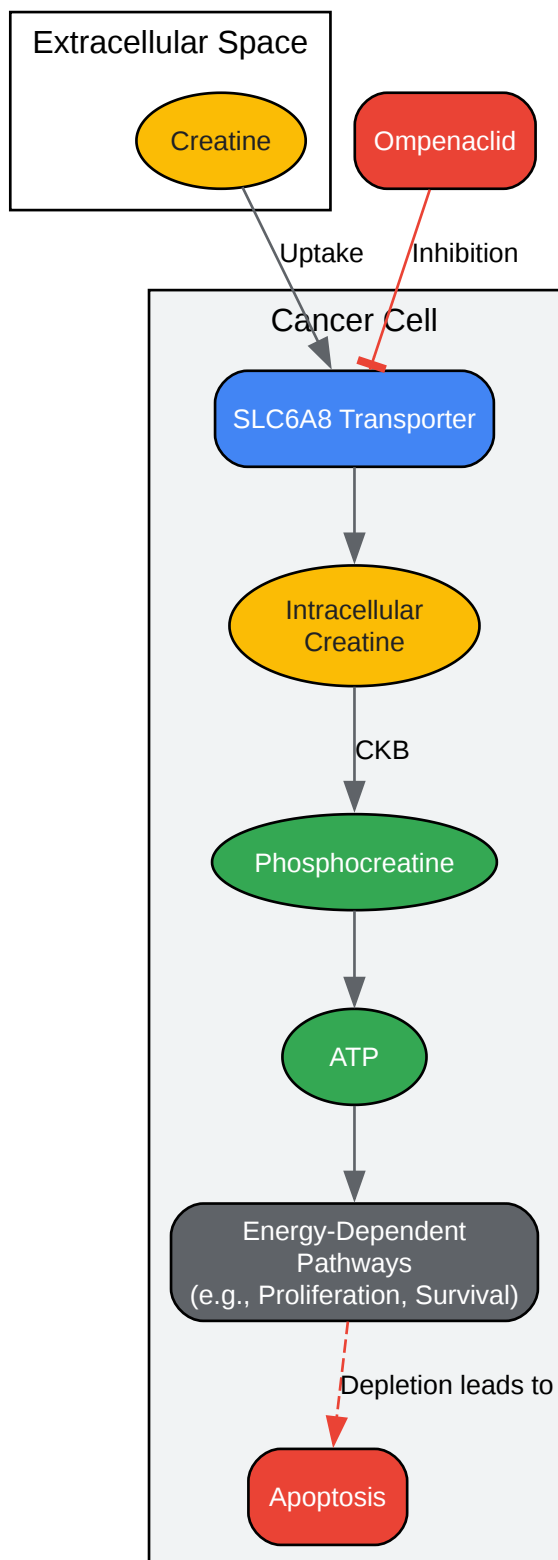 Extracellular Space
Creatine
Ompenaclid
Uptake
Inhibition
Cancer Cell
SLC6A8 Transporter
Intracellular
Creatine
CKB
Phosphocreatine
ATP
Energy-Dependent
Pathways
(e.g., Proliferation, Survival)
Depletion leads to
Apoptosis